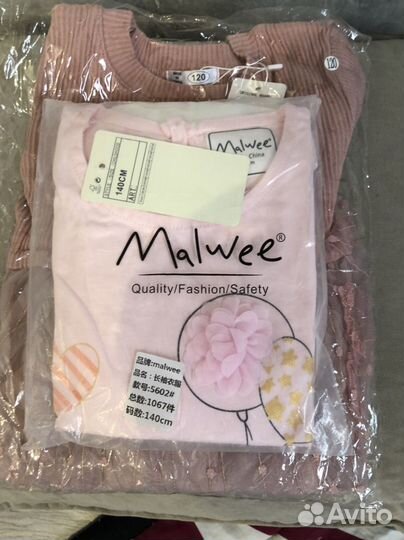 120
120
malwee
China
140CM
ART.
Malwee®
Quality/Fashion/Safety
品牌:malwee
品名:长袖衣服
款号:5602#
总数:1067件
码数:140cm
Avito